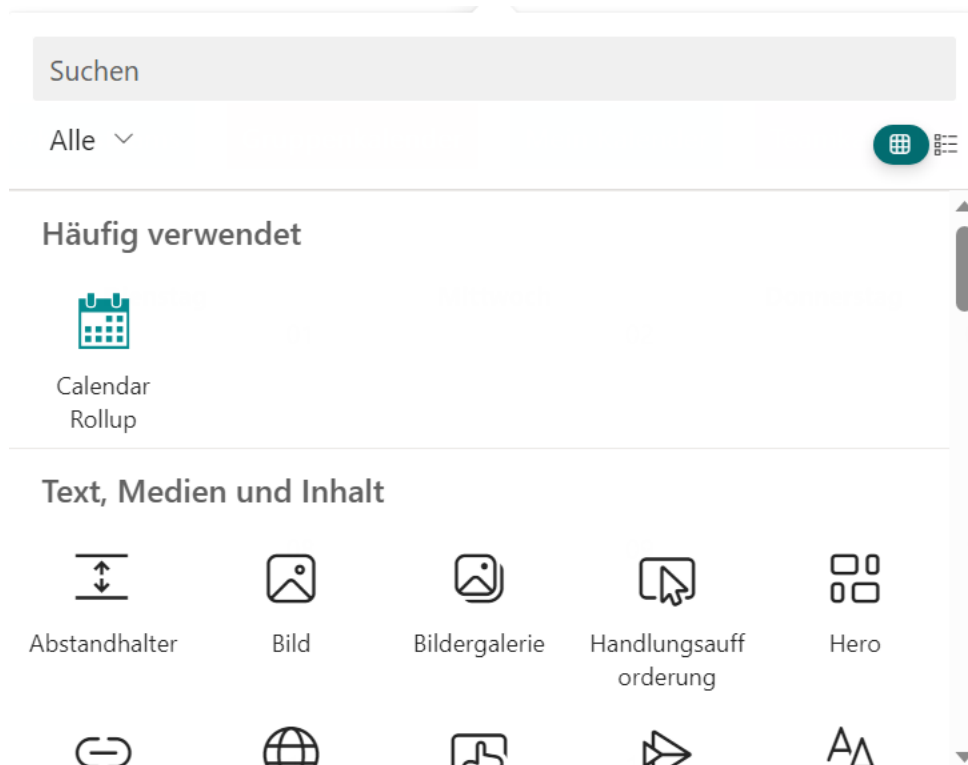 Suchen
Alle
Häufig verwendet
Calendar
Rollup
Text, Medien und Inhalt
Abstandhalter
Bild
Bildergalerie
Handlungsauff
orderung
Hero